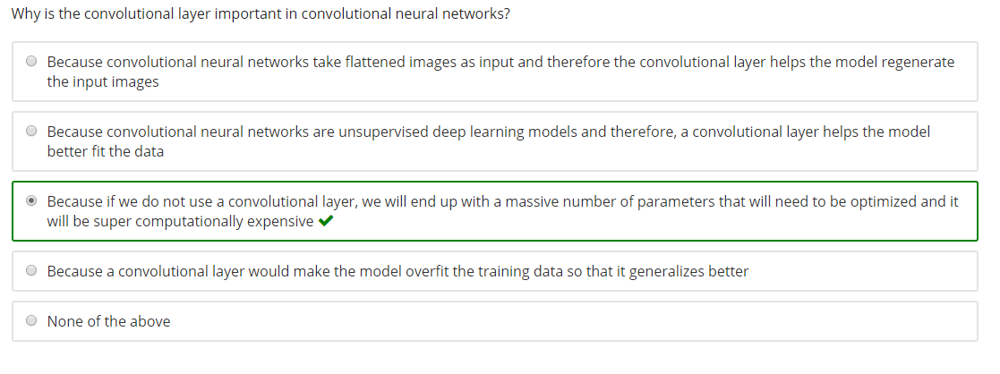 Why is the convolutional layer important in convolutional neural networks?
Because convolutional neural networks take flattened images as input and therefore the convolutional layer helps the model regenerate
the input images
Because convolutional neural networks are unsupervised deep learning models and therefore, a convolutional layer helps the model
better fit the data
Because if we do not use a convolutional layer, we will end up with a massive number of parameters that will need to be optimized and it
will be super computationally expensive
Because a convolutional layer would make the model overfit the training data so that it generalizes better
None of the above